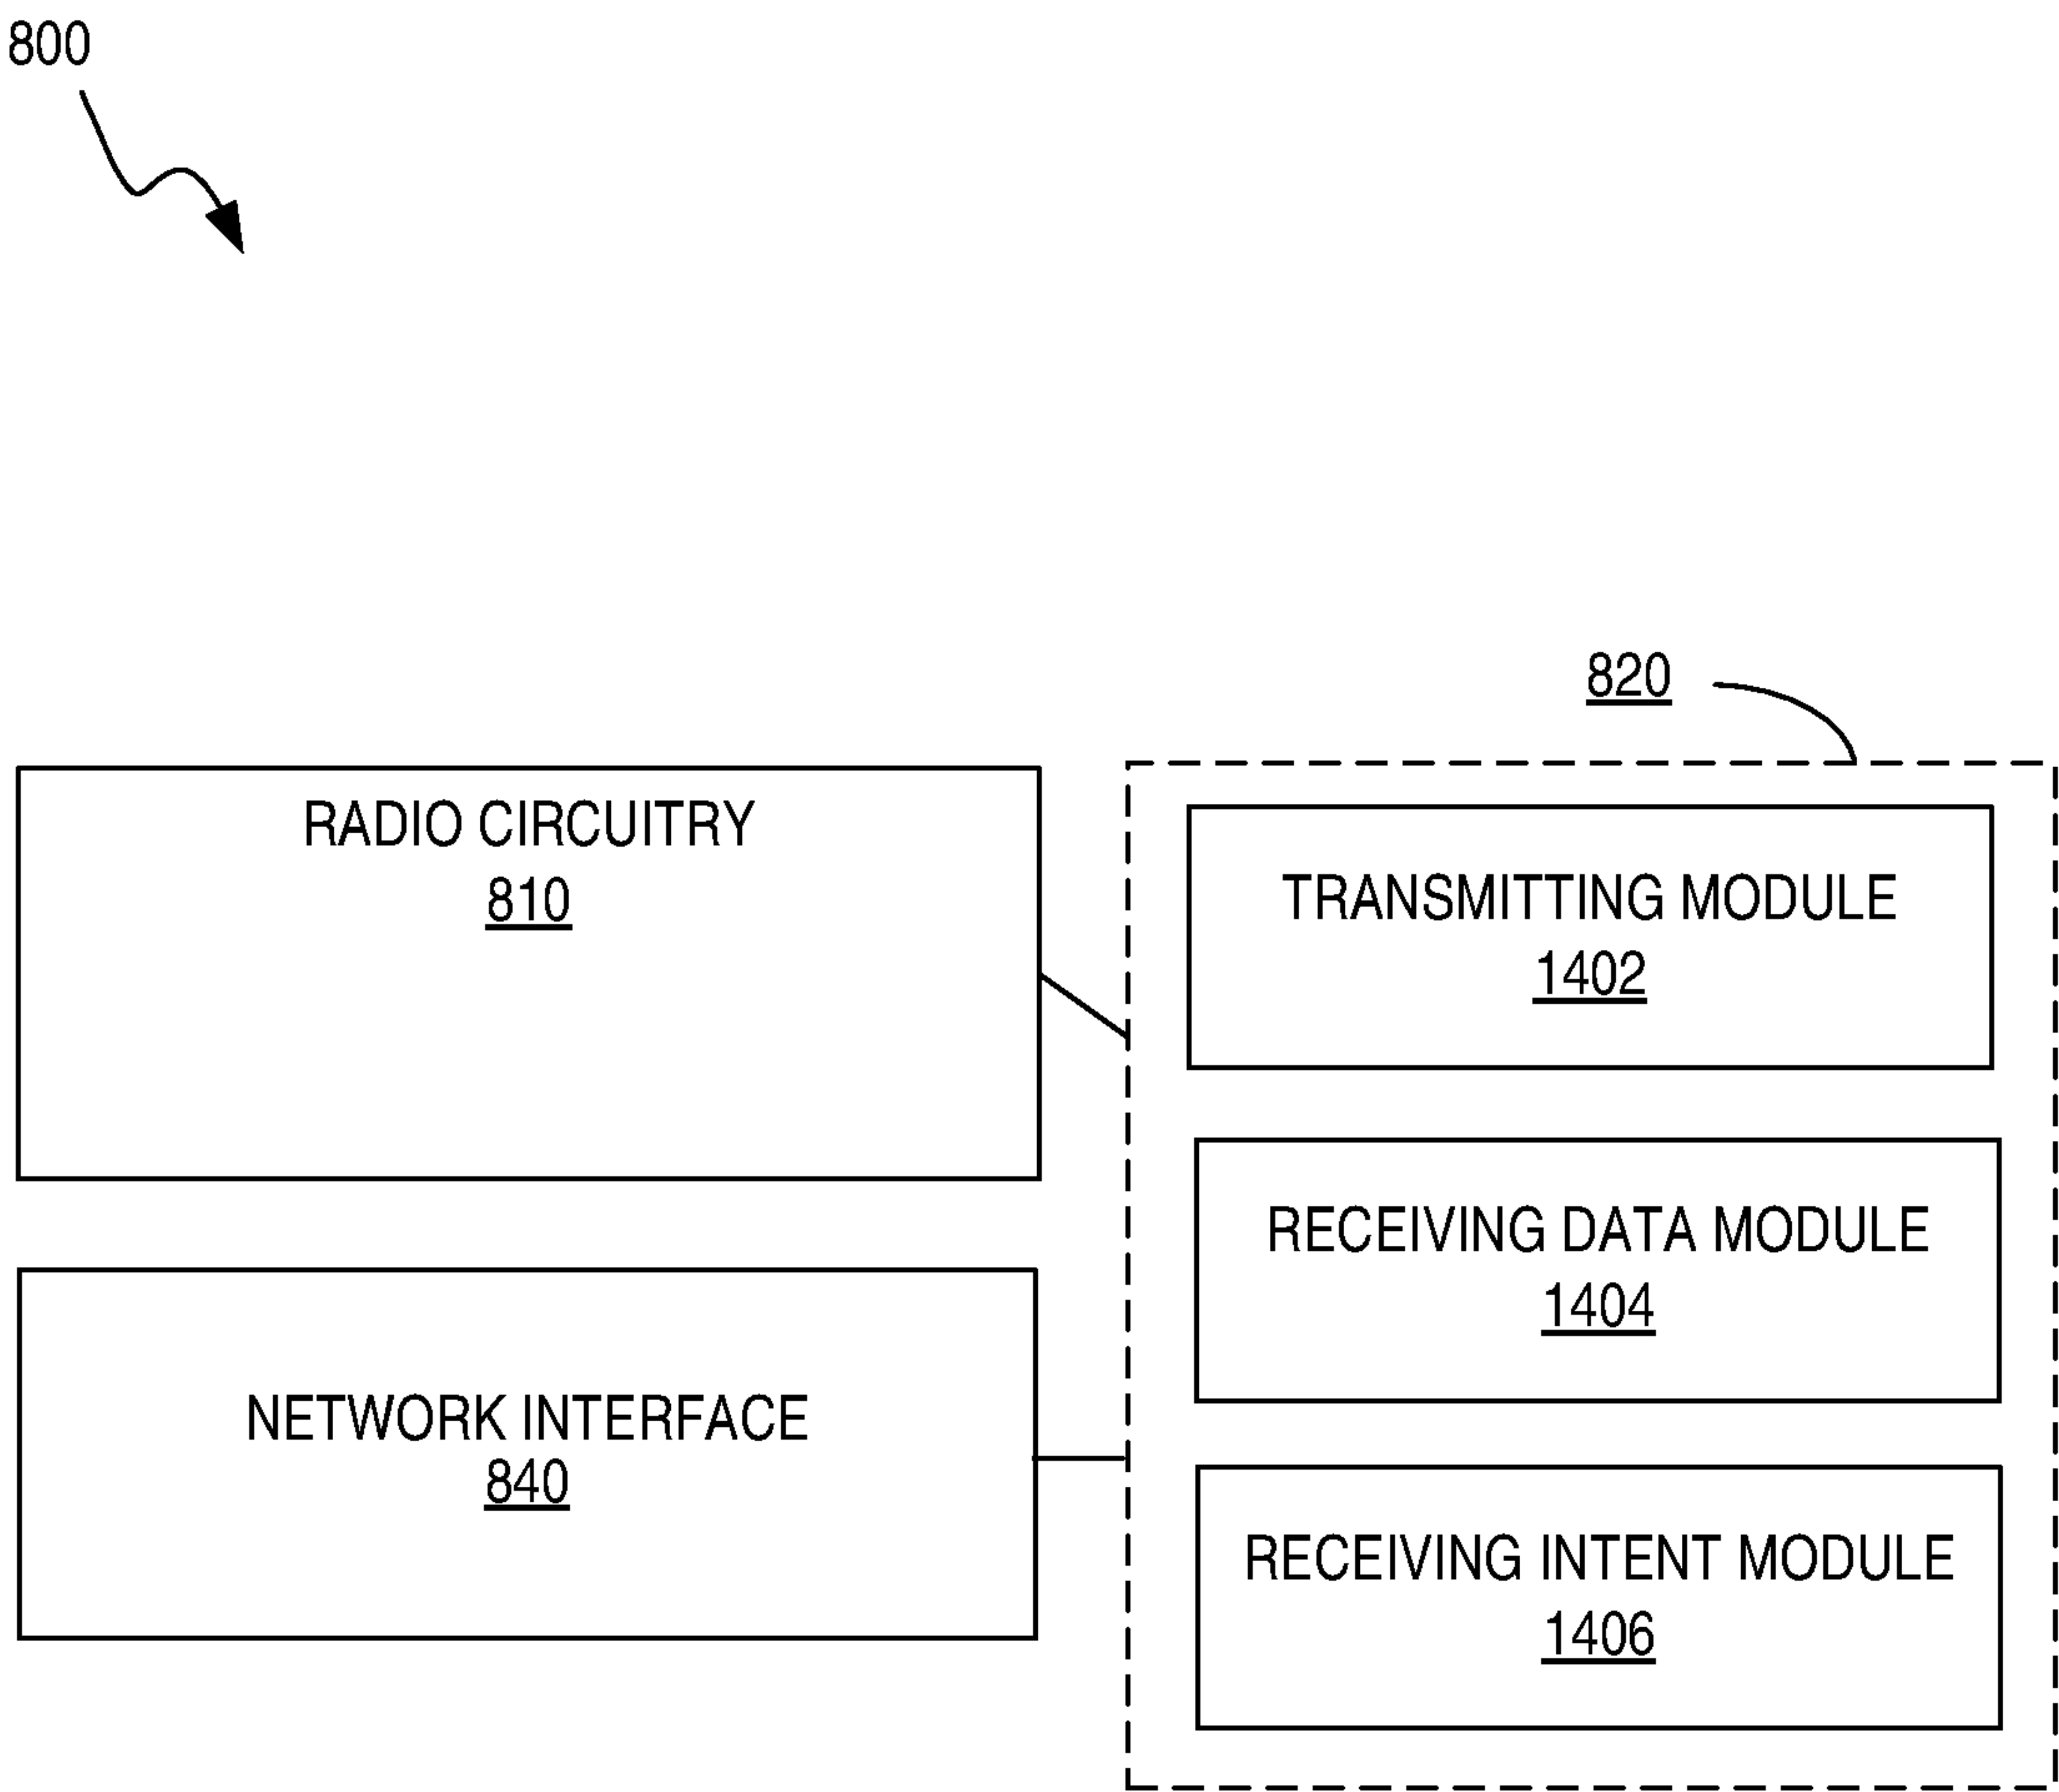 800
820
RADIO CIRCUITRY
810
TRANSMITTING MODULE
1402
RECEIVING DATA MODULE
1404
NETWORK INTERFACE
840
RECEIVING INTENT MODULE
1406